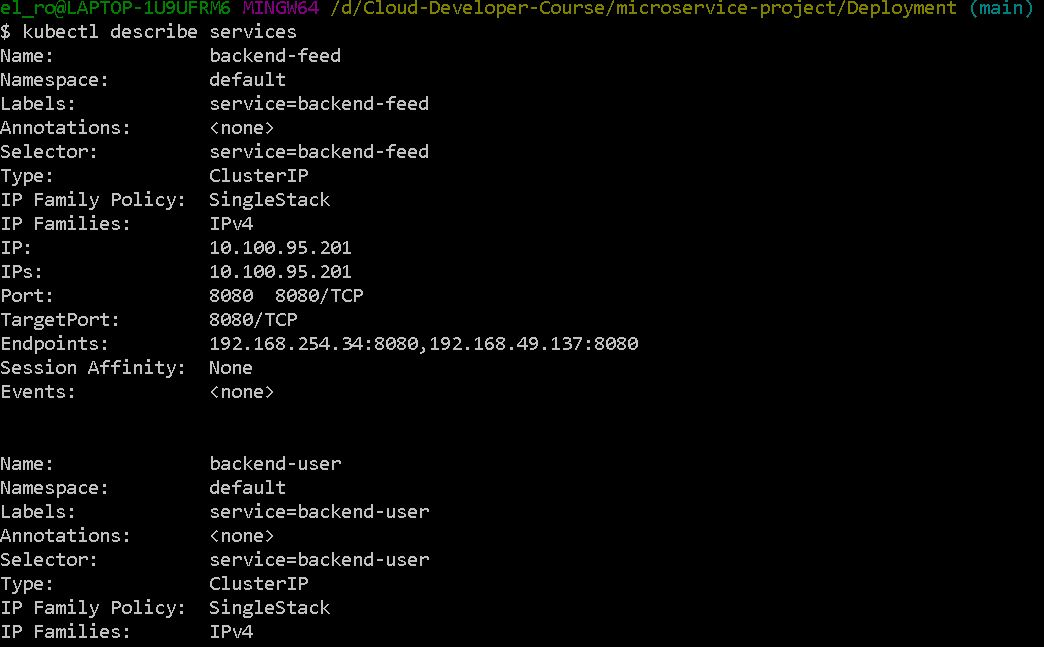 el_ro@LAPTOP-1U9UFRM6 MINGW64 /d/Cloud-Developer-Course/microservice-project/Deployment (main)
$ kubectl describe services
Name:              backend-feed
Namespace:         default
Labels:            service=backend-feed
Annotations:       <none>
Selector:          service=backend-feed
Type:              ClusterIP
IP Family Policy:  SingleStack
IP Families:       IPv4
IP:                10.100.95.201
IPs:               10.100.95.201
Port:              8080  8080/TCP
TargetPort:        8080/TCP
Endpoints:         192.168.254.34:8080,192.168.49.137:8080
Session Affinity:  None
Events:            <none>
Name:              backend-user
Namespace:         default
Labels:            service=backend-user
Annotations:       <none>
Selector:          service=backend-user
Type:              ClusterIP
IP Family Policy:  SingleStack
IP Families:       IPv4